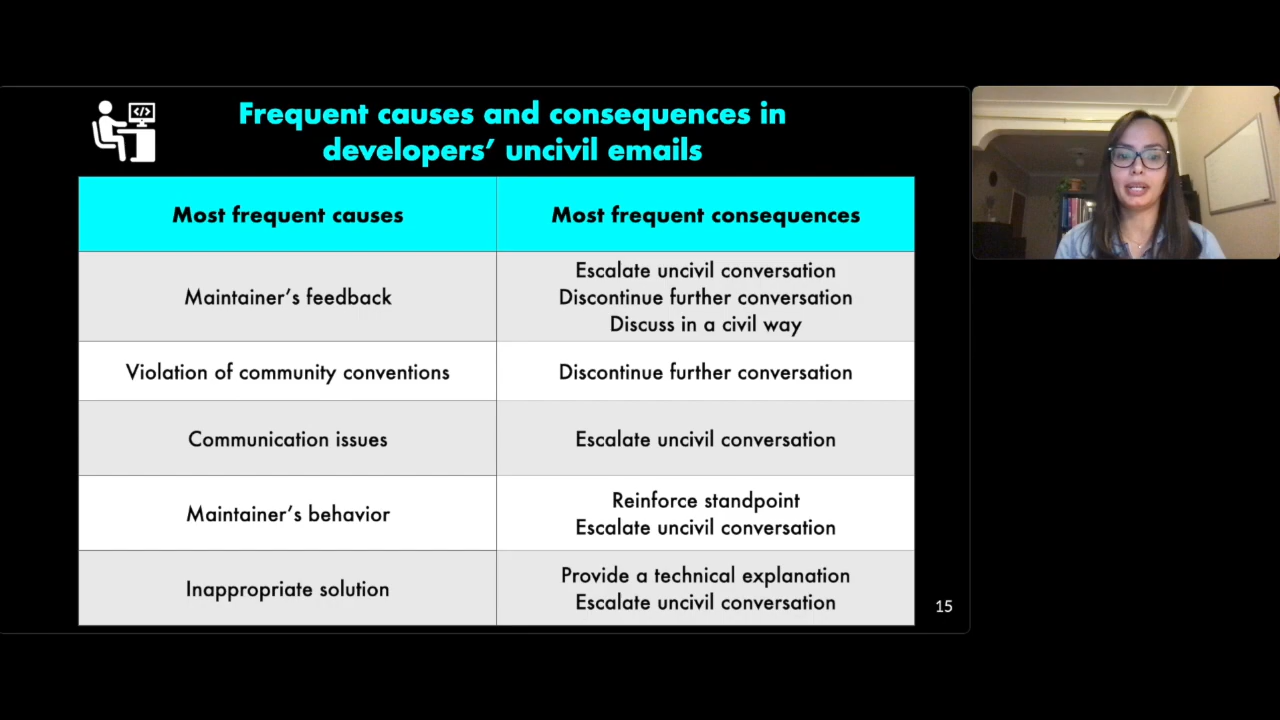 </>
Frequent causes and consequences in
developers’ uncivil emails
Most frequent causes
Most frequent consequences
Maintainer’s feedback
Escalate uncivil conversation
Discontinue further conversation
Discuss in a civil way
Violation of community conventions
Discontinue further conversation
Communication issues
Escalate uncivil conversation
Maintainer’s behavior
Reinforce standpoint
Escalate uncivil conversation
Inappropriate solution
Provide a technical explanation
Escalate uncivil conversation
15